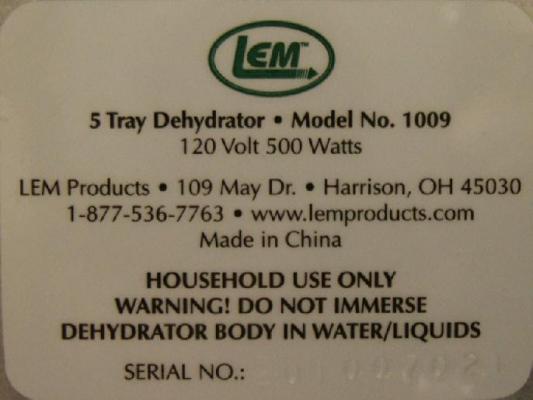 LEM™
5 Tray Dehydrator • Model No. 1009
120 Volt 500 Watts
LEM Products • 109 May Dr. • Harrison, OH 45030
1-877-536-7763 • www.lemproducts.com
Made in China
HOUSEHOLD USE ONLY
WARNING! DO NOT IMMERSE
DEHYDRATOR BODY IN WATER/LIQUIDS
SERIAL NO.: